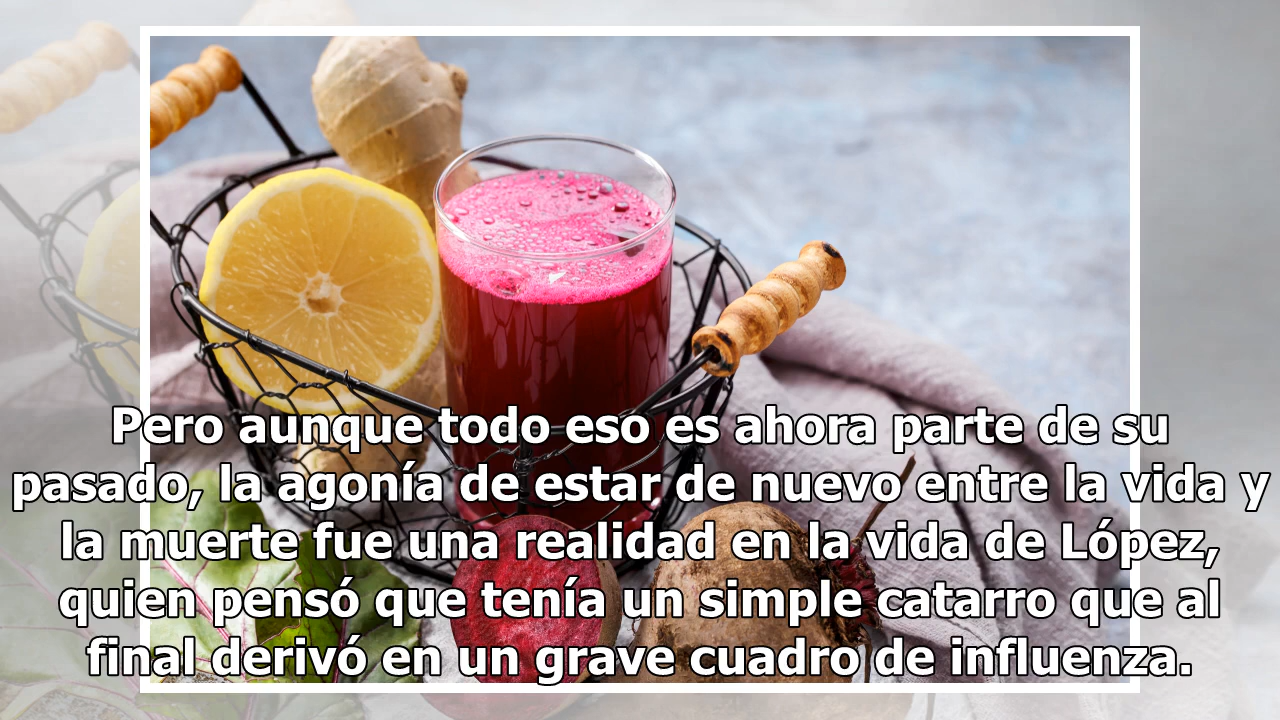 Pero aunque todo eso es ahora parte de su
pasado, la agonía de estar de nuevo entre la vida y
la muerte fue una realidad en la vida de López,
quien pensó que tenía un simple catarro que al
final derivó en un grave cuadro de influenza.